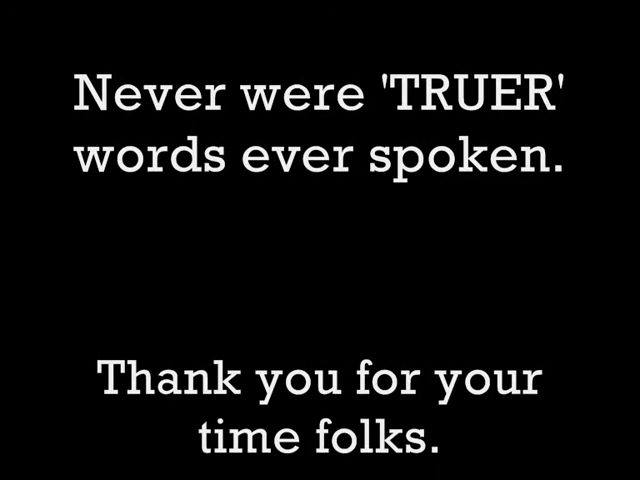 Never were 'TRUER'
words ever spoken.
Thank you for your
time folks.